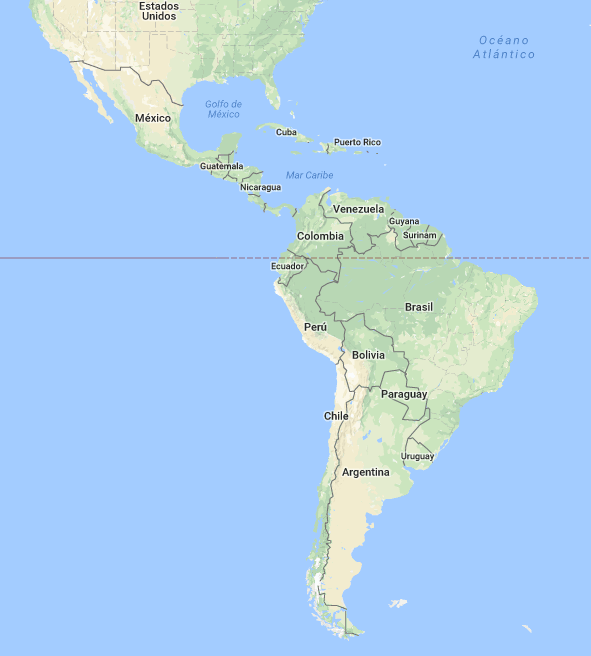 Estados
Unidos
Océano
Atlántico
Golfo de
México
México
Cuba
Puerto Rico
Guatemala
Mar Caribe
Nicaragua
Venezuela
Guyana
Colombia
Surinam
Ecuador
Brasil
Perú
Bolivia
Paraguay
Chile
Uruguay
Argentina